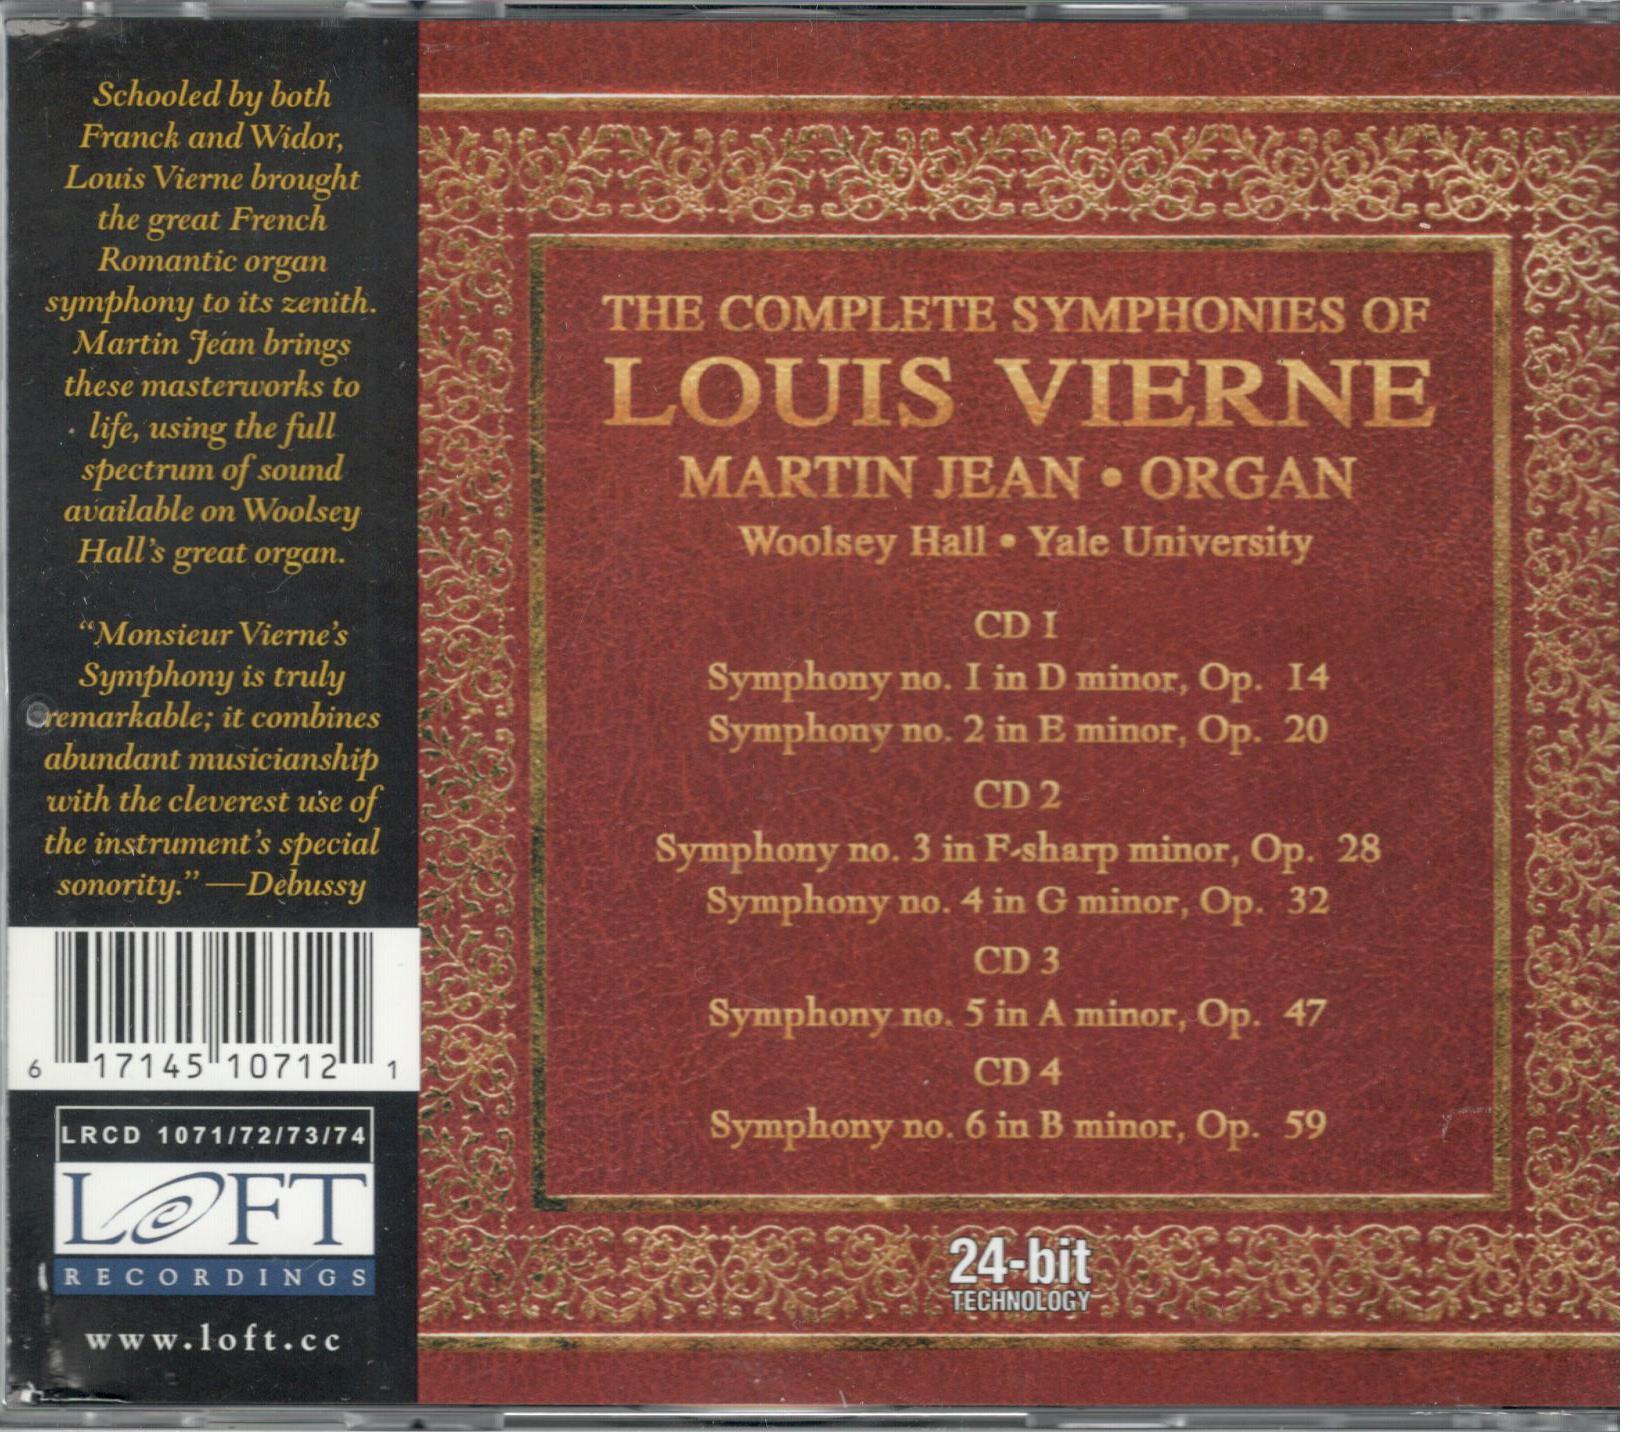 Schooled by both
Franck and Widor,
Louis Vierne brought
the great French
Romantic organ
symphony to its zenith.
Martin Jean brings
these masterworks to
life, using the full
spectrum of sound
available on Woolsey
Hall's great organ.
“Monsieur Vierne's
Symphony is truly
remarkable; it combines
abundant musicianship
with the cleverest use of
the instrument's special
sonority.” —Debussy
6 17145 10712 1
LRCD 1071/72/73/74
LOFT
RECORDINGS
www.loft.cc
THE COMPLETE SYMPHONIES OF
LOUIS VIERNE
MARTIN JEAN • ORGAN
Woolsey Hall • Yale University
CD 1
Symphony no. 1 in D minor, Op. 14
Symphony no. 2 in E minor, Op. 20
CD 2
Symphony no. 3 in F-sharp minor, Op. 28
Symphony no. 4 in G minor, Op. 32
CD 3
Symphony no. 5 in A minor, Op. 47
CD 4
Symphony no. 6 in B minor, Op. 59
24-bit
TECHNOLOGY